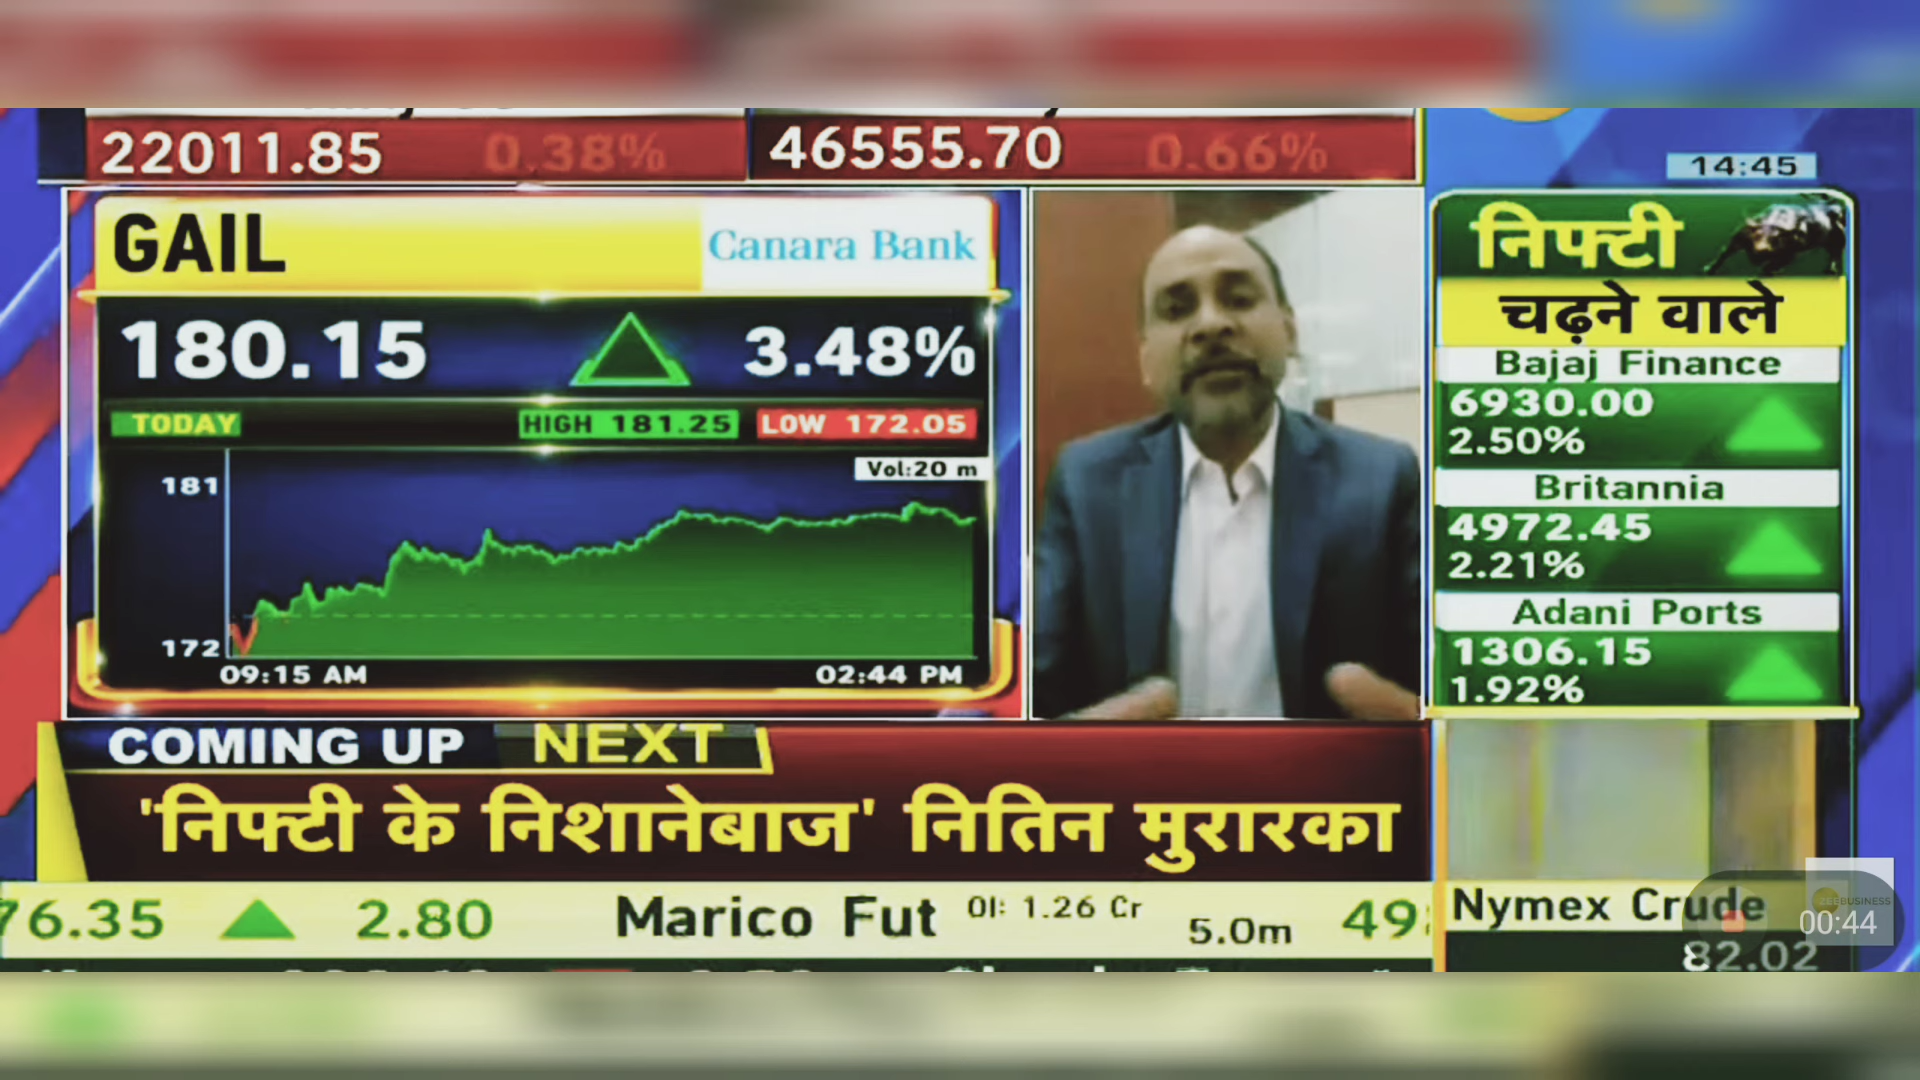 22011.85 0.38%
46555.70 0.66%
14:45
GAIL
Canara Bank
180.15 3.48%
TODAY HIGH 181.25 LOW 172.05
Vol:20 m
181
172
09:15 AM 02:44 PM
निफ्टी
चढ़ने वाले
Bajaj Finance
6930.00
2.50%
Britannia
4972.45
2.21%
Adani Ports
1306.15
1.92%
COMING UP NEXT
'निफ्टी के निशानेबाज' नितिन मुरारका
76.35 2.80 Marico Fut OI: 1.26 Cr 5.0m 49
Nymex Crude
82.02
ZEEBUSINESS
00:44